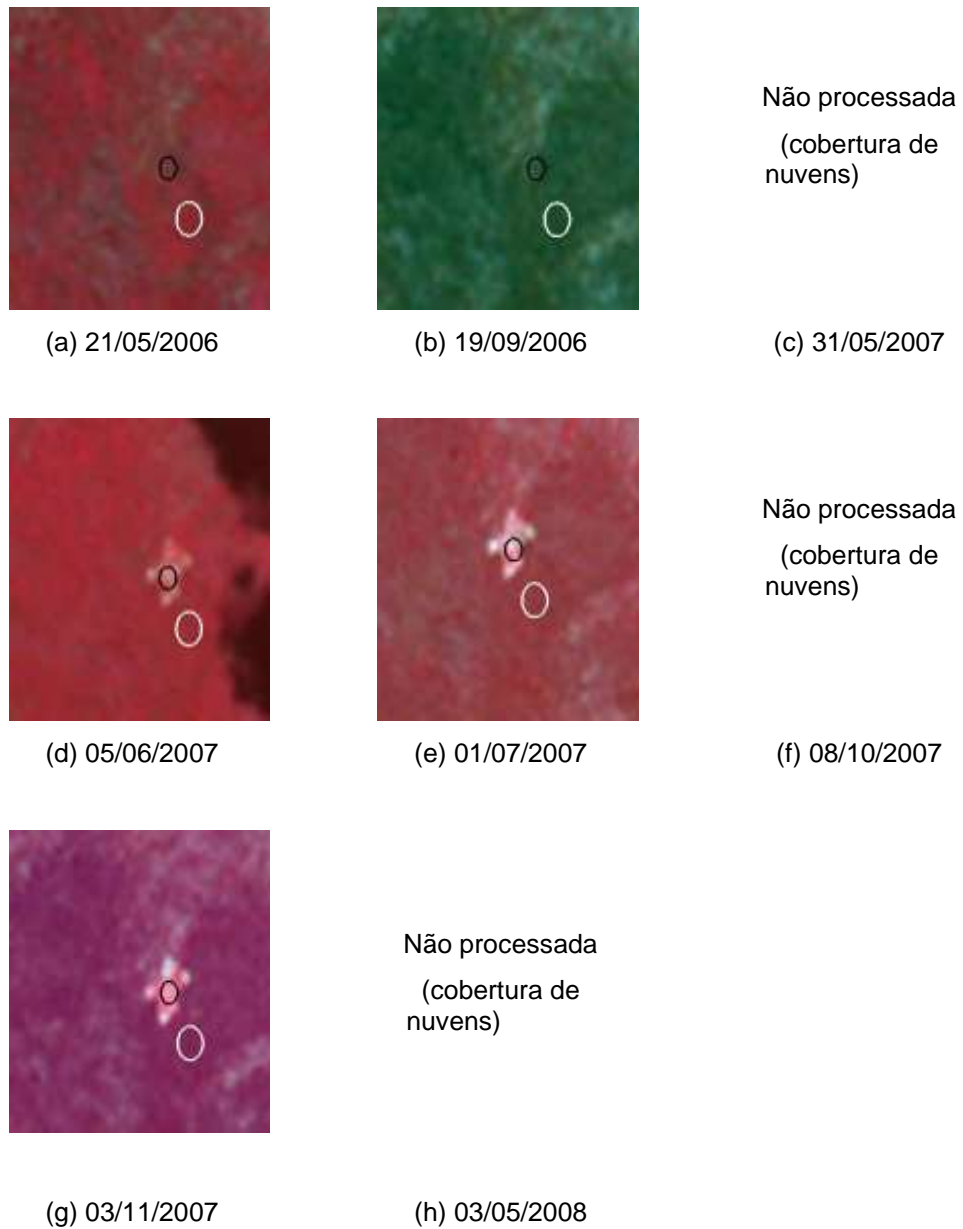 Não processada
(cobertura de
nuvens)
(a) 21/05/2006
(b) 19/09/2006
(c) 31/05/2007
Não processada
(cobertura de
nuvens)
(d) 05/06/2007
(e) 01/07/2007
(f) 08/10/2007
Não processada
(cobertura de
nuvens)
(g) 03/11/2007
(h) 03/05/2008